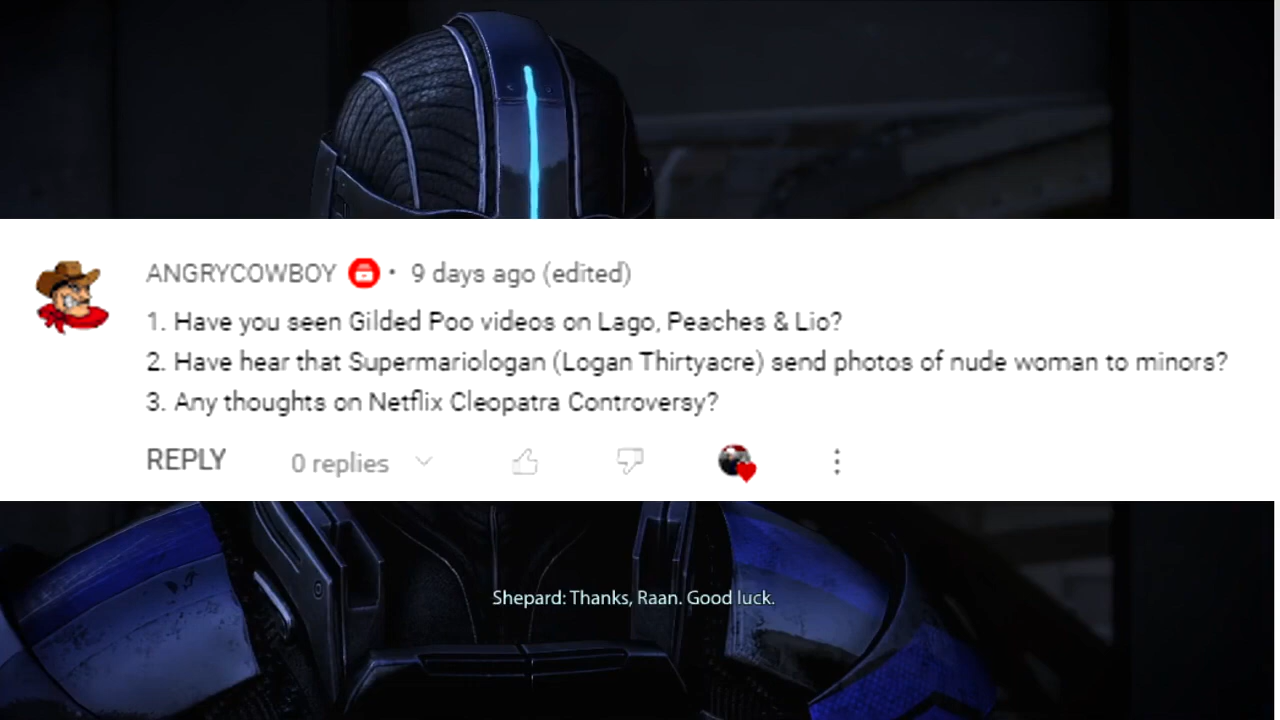 ANGRYCOWBOY • 9 days ago (edited)
1. Have you seen Gilded Poo videos on Lago, Peaches & Lio?
2. Have hear that Supermariologan (Logan Thirtyacre) send photos of nude woman to minors?
3. Any thoughts on Netflix Cleopatra Controversy?
REPLY 0 replies
Shepard: Thanks, Raan. Good luck.